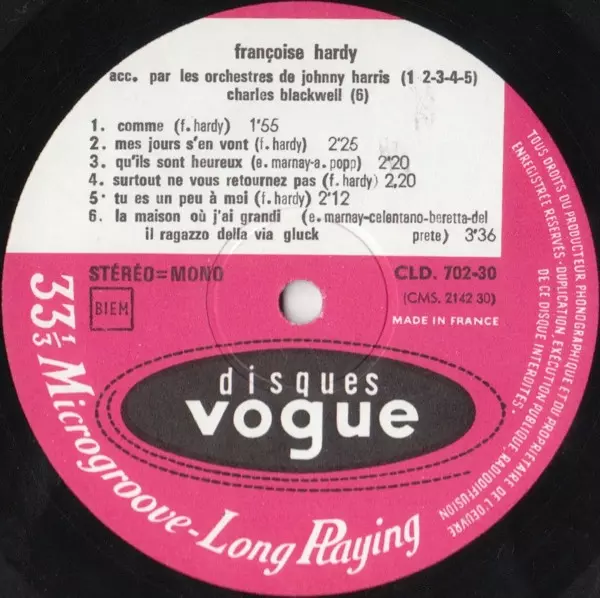 françoise hardy
acc. par les orchestres de johnny harris (1 2-3-4-5)
charles blackwell (6)
1. comme (f. hardy) 1'55
2. mes jours s'en vont (f. hardy) 2'25
3. qu'ils sont heureux (e. marnay-a. popp) 2'20
4. surtout ne vous retournez pas (f. hardy) 2,20
5· tu es un peu à moi (f. hardy) 2'12
6. la maison où j'ai grandi (e. marnay-celentano-beretta-del
il ragazzo della via gluck prete) 3'36
STÉRÉO=MONO
CLD. 702-30
BIEM
(CMS. 2142 30)
MADE IN FRANCE
disques
vogue
33 1/3 Microgroove-Long Playing
TOUS DROITS DU PRODUCTEUR PHONOGRAPHIQUE ET DU PROPRIETAIRE DE L'OEUVRE
ENREGISTRÉE RESERVÉS · DUPLICATION, EXÉCUTION PUBLIQUE, RADIODIFFUSION
DE CE DISQUE INTERDITES.